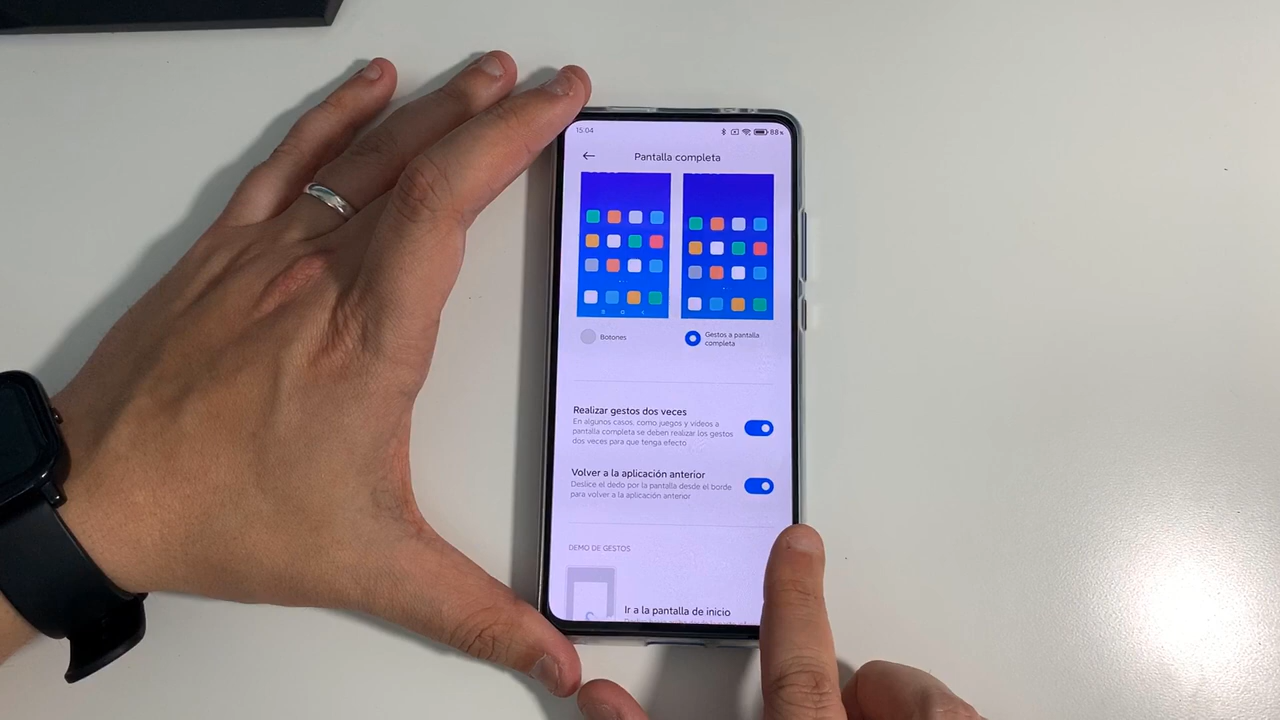 15:04
88%
Pantalla completa
Botones
Gestos a pantalla
completa
Realizar gestos dos veces
En algunos casos, como juegos y videos a
pantalla completa se deben realizar los gestos
dos veces para que tenga efecto
Volver a la aplicación anterior
Deslice el dedo por la pantalla desde el borde
para volver a la aplicación anterior
DEMO DE GESTOS
Ir a la pantalla de inicio